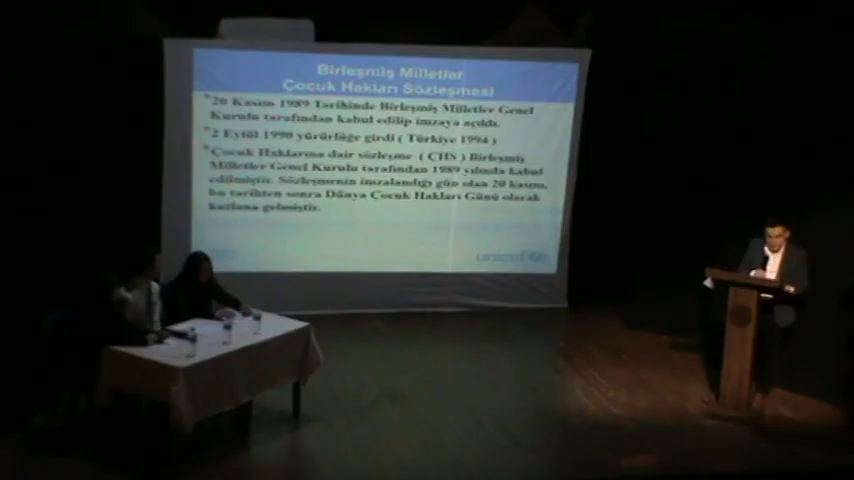 Birleşmiş Milletler
Çocuk Hakları Sözleşmesi
*20 Kasım 1989 Tarihinde Birleşmiş Milletler Genel
Kurulu tarafından kabul edilip imzaya açıldı.
*2 Eylül 1990 yürürlüğe girdi ( Türkiye 1994 )
*Çocuk Haklarına dair sözleşme ( ÇHS ) Birleşmiş
Milletler Genel Kurulu tarafından 1989 yılında kabul
edilmiştir. Sözleşmenin imzalandığı gün olan 20 kasım,
bu tarihten sonra Dünya Çocuk Hakları Günü olarak
kutlana gelmiştir.
unicef